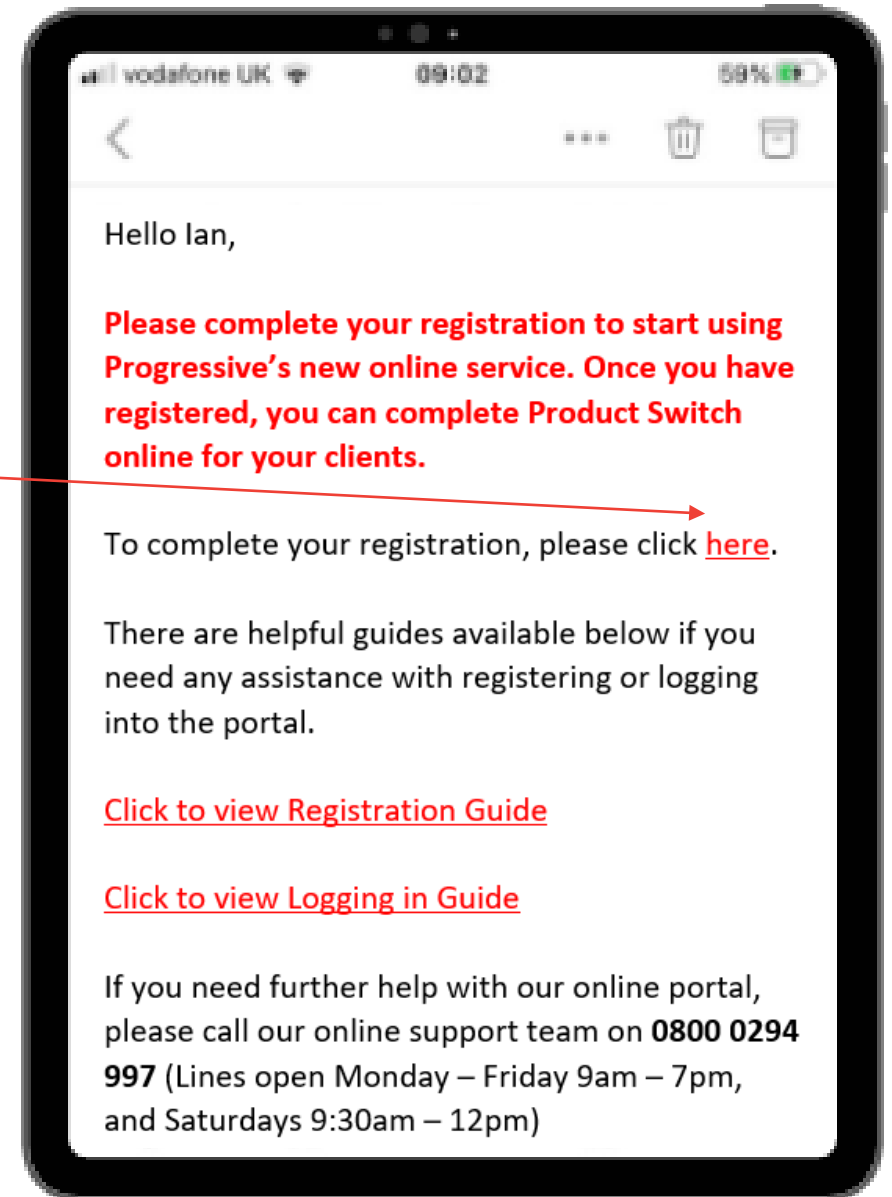 vodafone UK 09:02 59%
Hello Ian,
Please complete your registration to start using
Progressive’s new online service. Once you have
registered, you can complete Product Switch
online for your clients.
To complete your registration, please click here.
There are helpful guides available below if you
need any assistance with registering or logging
into the portal.
Click to view Registration Guide
Click to view Logging in Guide
If you need further help with our online portal,
please call our online support team on 0800 0294
997 (Lines open Monday – Friday 9am – 7pm,
and Saturdays 9:30am – 12pm)